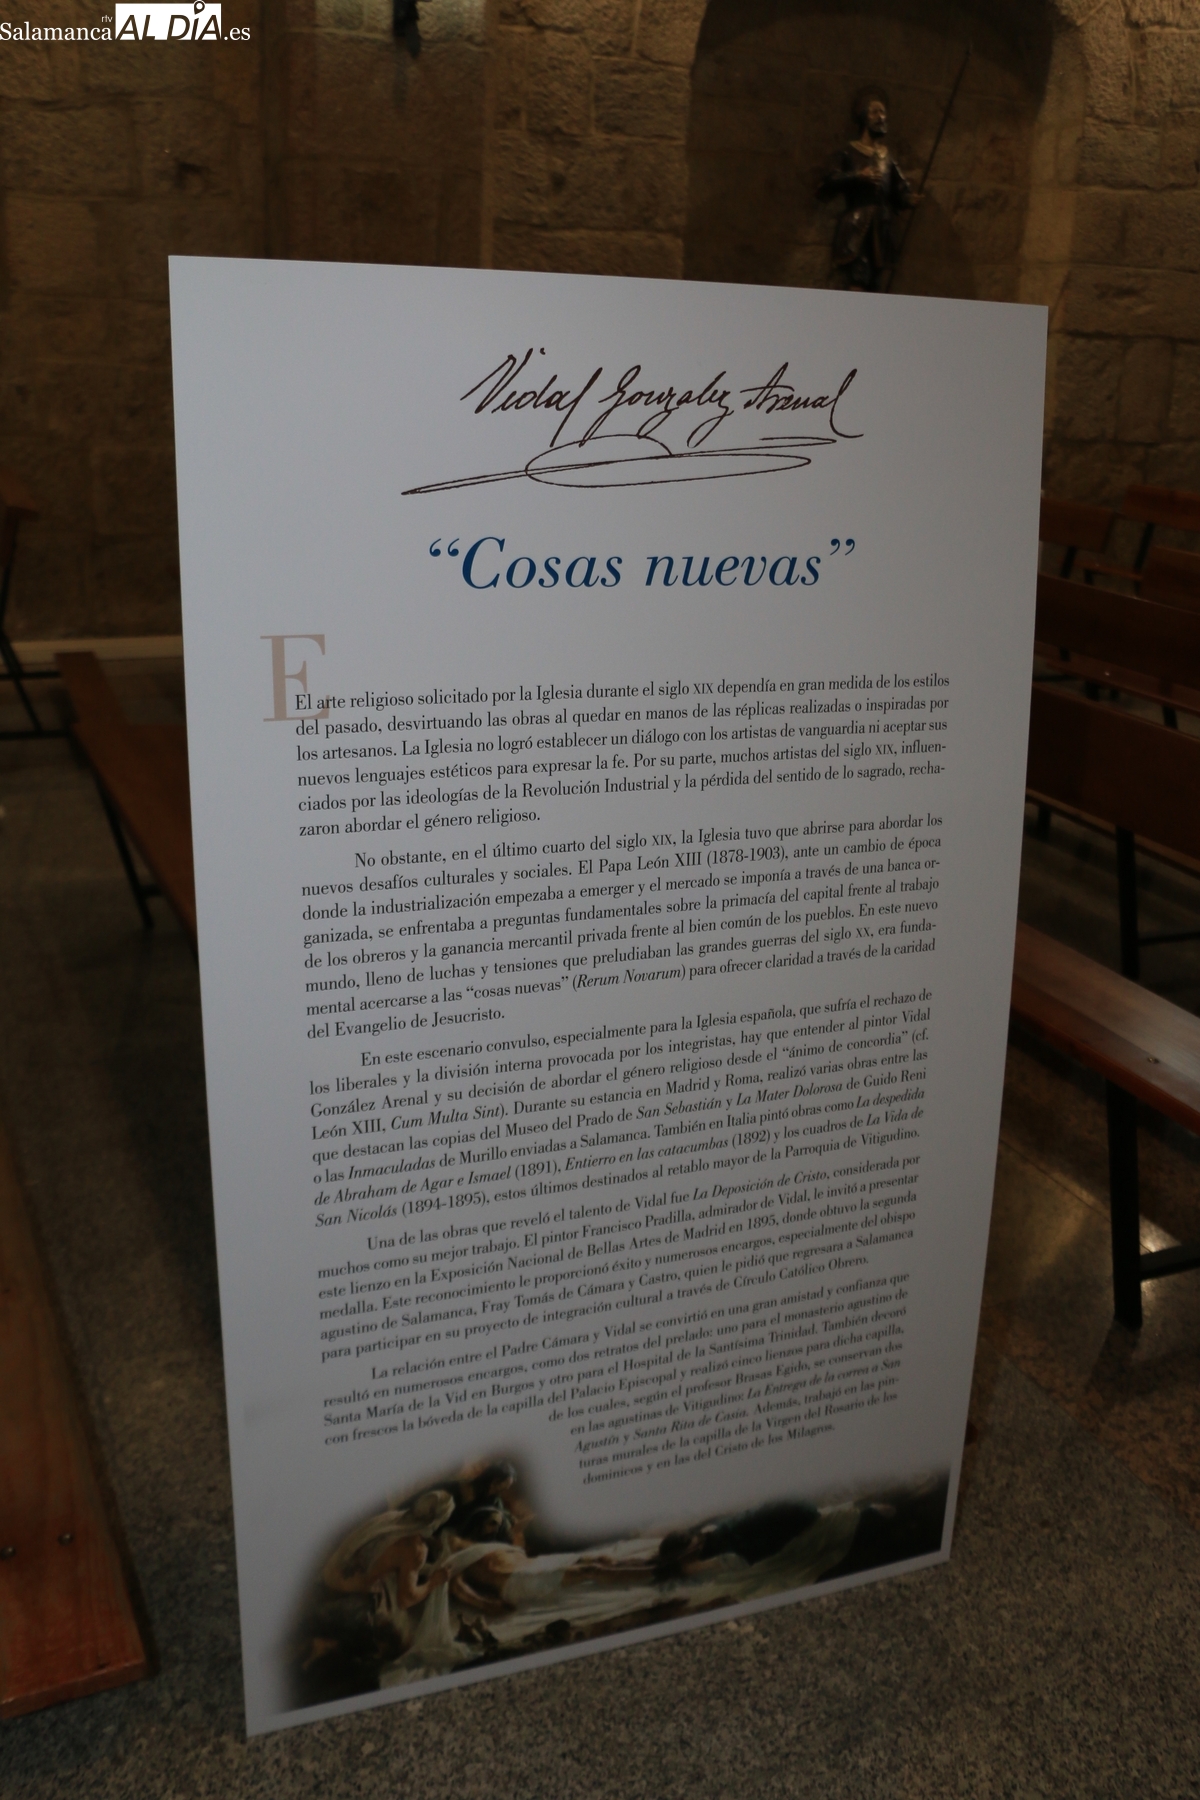 rtv
Salamanca AL DÍA.es
Vidal González Arenal
“Cosas nuevas”
E
El arte religioso solicitado por la Iglesia durante el siglo XIX dependía en gran medida de los estilos
del pasado, desvirtuando las obras al quedar en manos de las réplicas realizadas o inspiradas por
los artesanos. La Iglesia no logró establecer un diálogo con los artistas de vanguardia ni aceptar sus
nuevos lenguajes estéticos para expresar la fe. Por su parte, muchos artistas del siglo XIX, influen-
ciados por las ideologías de la Revolución Industrial y la pérdida del sentido de lo sagrado, recha-
zaron abordar el género religioso.
No obstante, en el último cuarto del siglo XIX, la Iglesia tuvo que abrirse para abordar los
nuevos desafíos culturales y sociales. El Papa León XIII (1878-1903), ante un cambio de época
donde la industrialización empezaba a emerger y el mercado se imponía a través de una banca or-
ganizada, se enfrentaba a preguntas fundamentales sobre la primacía del capital frente al trabajo
de los obreros y la ganancia mercantil privada frente al bien común de los pueblos. En este nuevo
mundo, lleno de luchas y tensiones que preludiaban las grandes guerras del siglo XX, era funda-
mental acercarse a las “cosas nuevas” (Rerum Novarum) para ofrecer claridad a través de la caridad
del Evangelio de Jesucristo.
En este escenario convulso, especialmente para la Iglesia española, que sufría el rechazo de
los liberales y la división interna provocada por los integristas, hay que entender al pintor Vidal
González Arenal y su decisión de abordar el género religioso desde el “ánimo de concordia” (cf.
León XIII, Cum Multa Sint). Durante su estancia en Madrid y Roma, realizó varias obras entre las
que destacan las copias del Museo del Prado de San Sebastián y La Mater Dolorosa de Guido Reni
o las Inmaculadas de Murillo enviadas a Salamanca. También en Italia pintó obras como La despedida
de Abraham de Agar e Ismael (1891), Entierro en las catacumbas (1892) y los cuadros de La Vida de
San Nicolás (1894-1895), estos últimos destinados al retablo mayor de la Parroquia de Vitigudino.
Una de las obras que reveló el talento de Vidal fue La Deposición de Cristo, considerada por
muchos como su mejor trabajo. El pintor Francisco Pradilla, admirador de Vidal, le invitó a presentar
este lienzo en la Exposición Nacional de Bellas Artes de Madrid en 1895, donde obtuvo la segunda
medalla. Este reconocimiento le proporcionó éxito y numerosos encargos, especialmente del obispo
agustino de Salamanca, Fray Tomás de Cámara y Castro, quien le pidió que regresara a Salamanca
para participar en su proyecto de integración cultural a través de Círculo Católico Obrero.
La relación entre el Padre Cámara y Vidal se convirtió en una gran amistad y confianza que
resultó en numerosos encargos, como dos retratos del prelado: uno para el monasterio agustino de
Santa María de la Vid en Burgos y otro para el Hospital de la Santísima Trinidad. También decoró
con frescos la bóveda de la capilla del Palacio Episcopal y realizó cinco lienzos para dicha capilla,
de los cuales, según el profesor Brasas Egido, se conservan dos
en las agustinas de Vitigudino: La Entrega de la correa a San
Agustín y Santa Rita de Casia. Además, trabajó en las pin-
turas murales de la capilla de la Virgen del Rosario de los
dominicos y en las del Cristo de los Milagros.